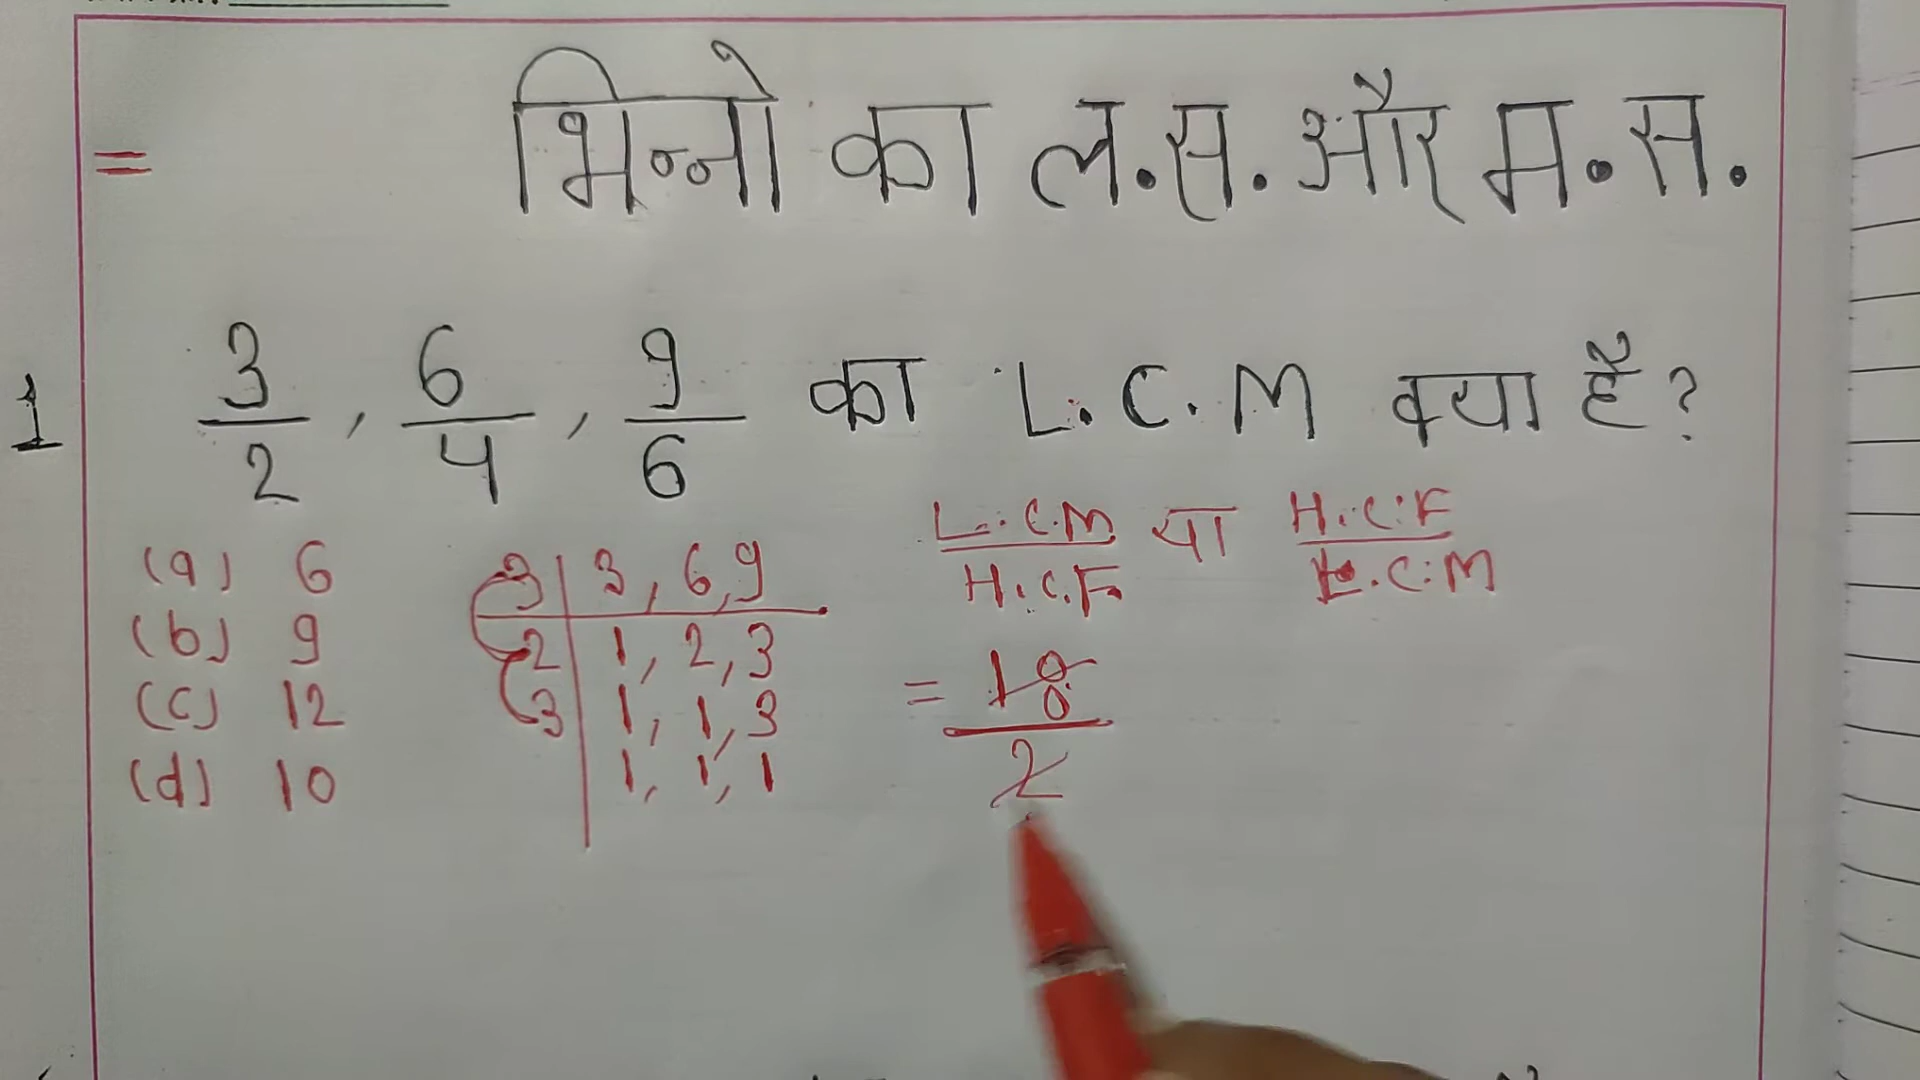 = भिन्नो का ल.स. और म.स.
1 3/2, 6/4, 9/6 का L.C.M क्या है?
L.C.M/H.C.F. या H.C.F/L.C.M
(a) 6
(b) 9
(c) 12
(d) 10
3 | 3, 6, 9
2 | 1, 2, 3
3 | 1, 1, 3
1, 1, 1
= 18/2